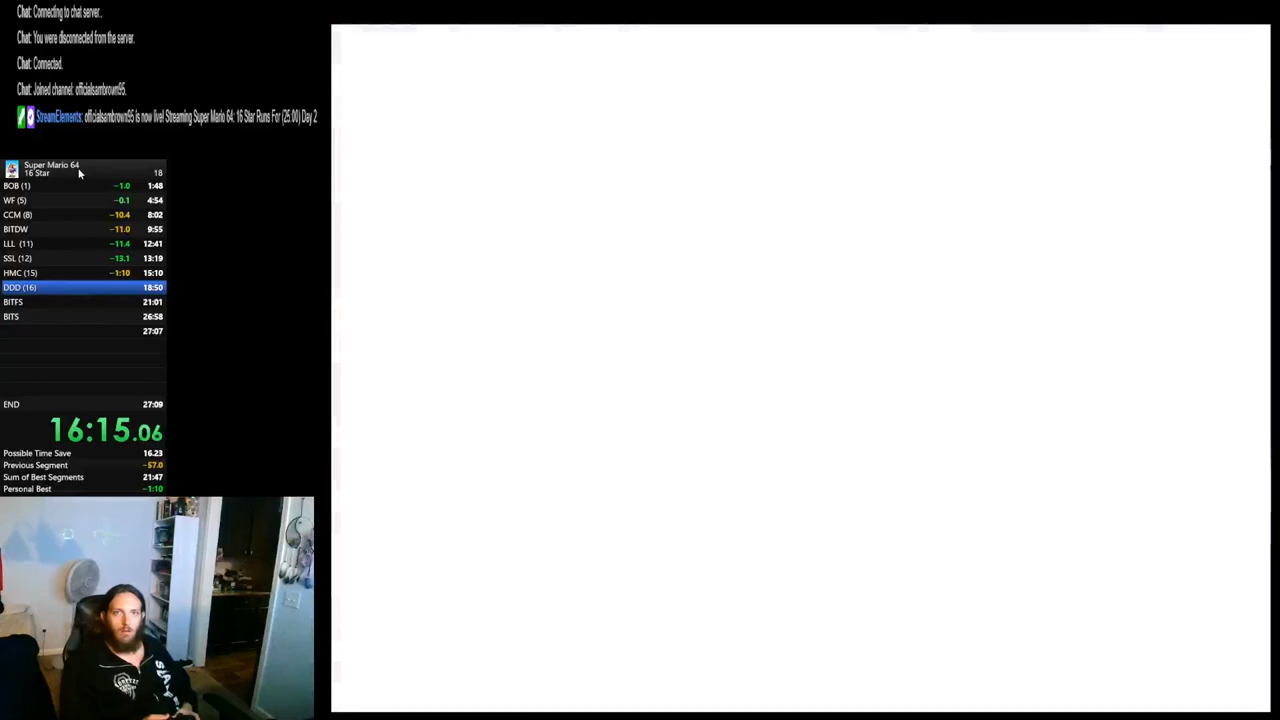 Chat: Connecting to chat server..
Chat: You were disconnected from the server.
Chat: Connected.
Chat: Joined channel: officialsambrown95.
StreamElements: officialsambrown95 is now live! Streaming Super Mario 64: 16 Star Runs For (25:00) Day 2
Super Mario 64
16 Star 18
BOB (1) −1.0 1:48
WF (5) −0.1 4:54
CCM (8) −10.4 8:02
BITDW −11.0 9:55
LLL (11) −11.4 12:41
SSL (12) −13.1 13:19
HMC (15) −1:10 15:10
DDD (16) 18:50
BITFS 21:01
BITS 26:58
27:07
END 27:09
16:15.06
Possible Time Save 16.23
Previous Segment −57.0
Sum of Best Segments 21:47
Personal Best −1:10